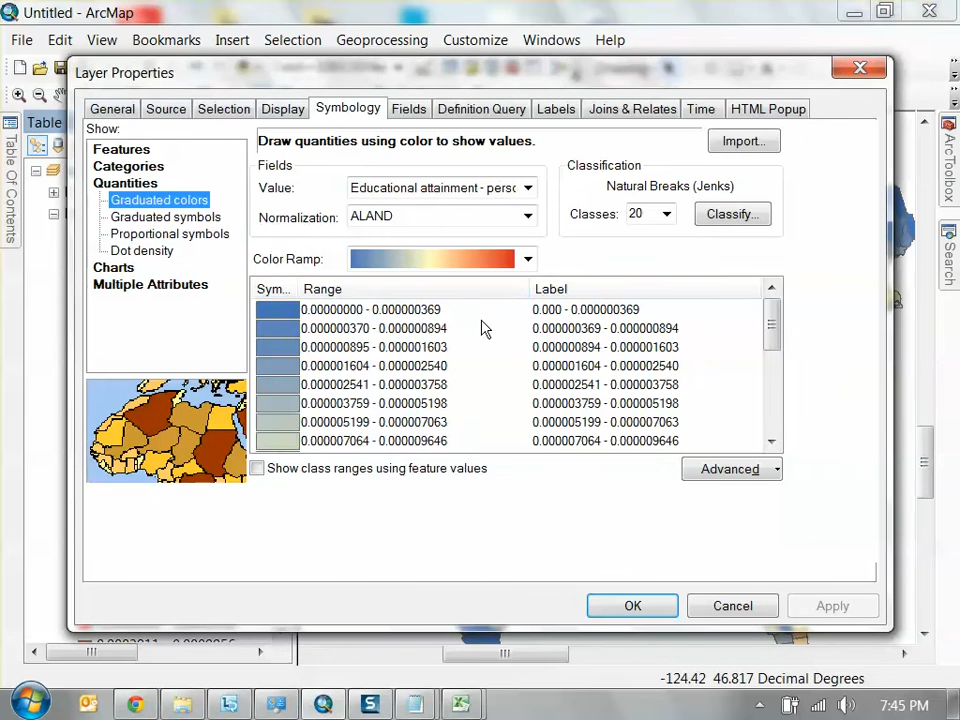 Untitled - ArcMap
File Edit View Bookmarks Insert Selection Geoprocessing Customize Windows Help
Layer Properties
General Source Selection Display Symbology Fields Definition Query Labels Joins & Relates Time HTML Popup
Table
Table Of Contents
ArcToolbox
Search
Show:
Features
Categories
Quantities
Graduated colors
Graduated symbols
Proportional symbols
Dot density
Charts
Multiple Attributes
Draw quantities using color to show values.
Import...
Fields
Value: Educational attainment - perso
Normalization: ALAND
Classification
Natural Breaks (Jenks)
Classes: 20 Classify...
Color Ramp:
Sym... Range Label
0.00000000 - 0.000000369 0.000 - 0.000000369
0.000000370 - 0.000000894 0.000000369 - 0.000000894
0.000000895 - 0.000001603 0.000000894 - 0.000001603
0.000001604 - 0.000002540 0.000001604 - 0.000002540
0.000002541 - 0.000003758 0.000002541 - 0.000003758
0.000003759 - 0.000005198 0.000003759 - 0.000005198
0.000005199 - 0.000007063 0.000005199 - 0.000007063
0.000007064 - 0.000009646 0.000007064 - 0.000009646
Show class ranges using feature values
Advanced
OK Cancel Apply
-124.42 46.817 Decimal Degrees
7:45 PM